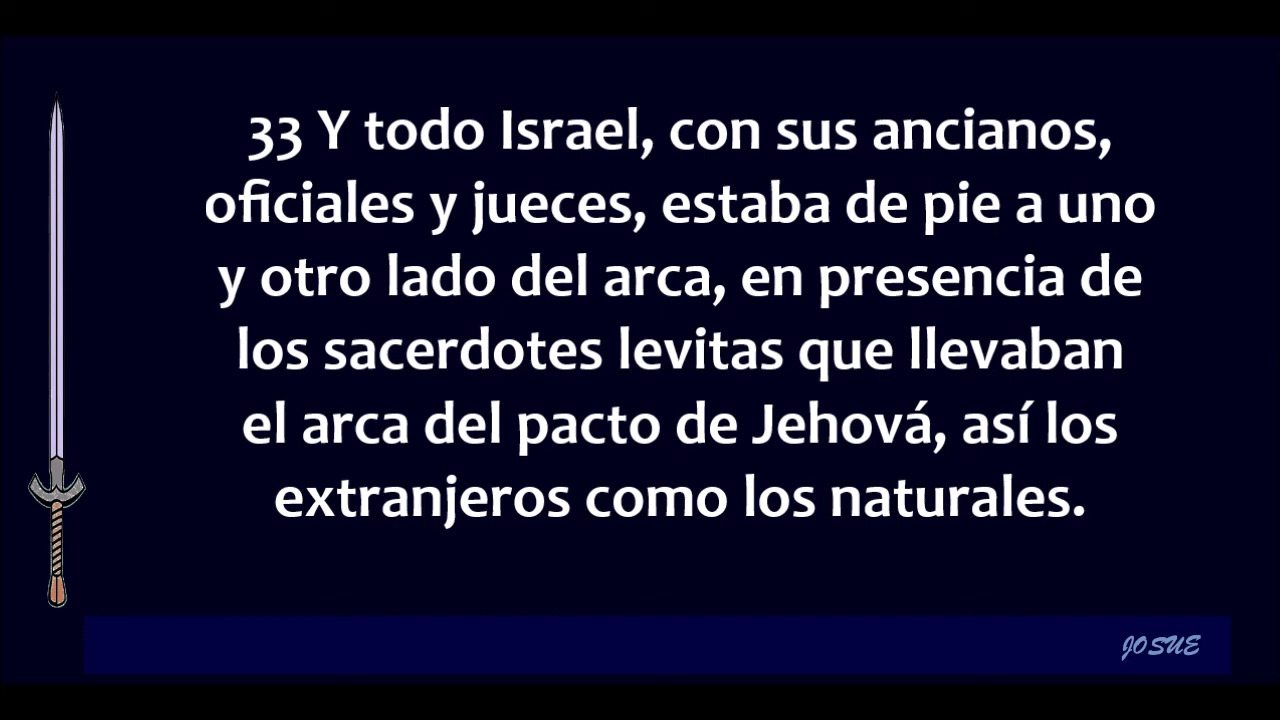 33 Y todo Israel, con sus ancianos,
oficiales y jueces, estaba de pie a uno
y otro lado del arca, en presencia de
los sacerdotes levitas que llevaban
el arca del pacto de Jehová, así los
extranjeros como los naturales.
JOSUE